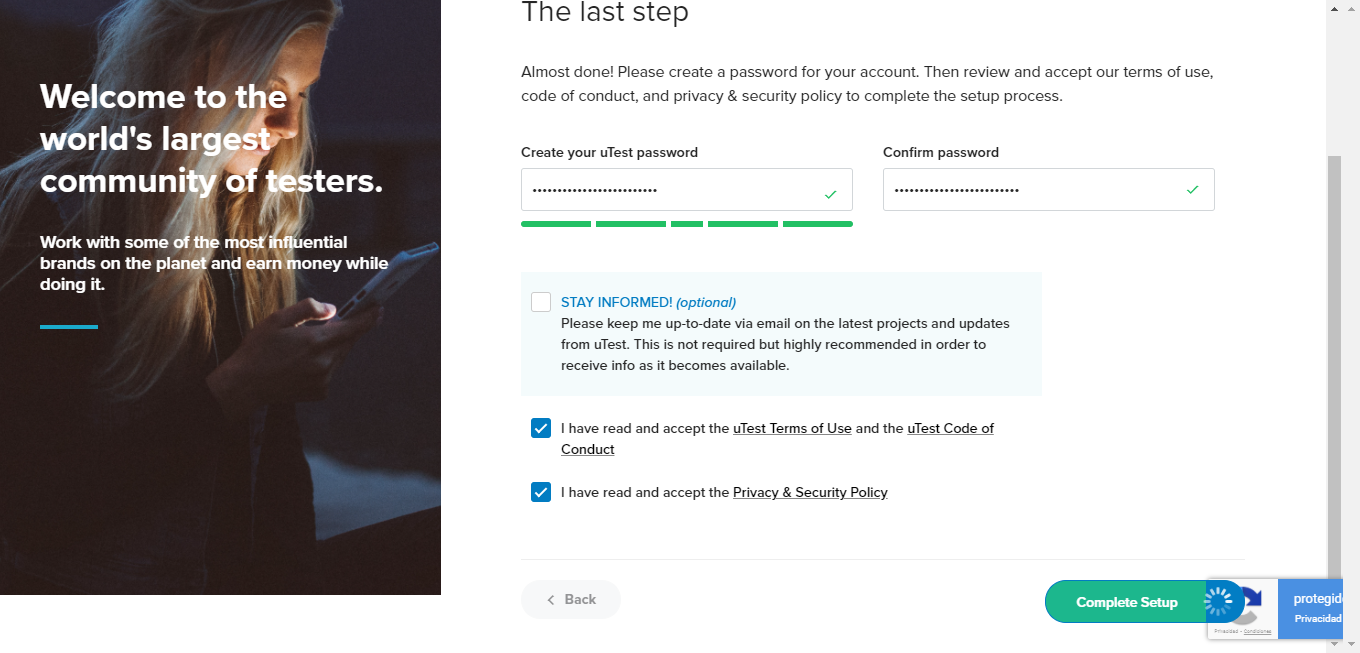 Welcome to the
world's largest
community of testers.
Work with some of the most influential
brands on the planet and earn money while
doing it.
The last step
Almost done! Please create a password for your account. Then review and accept our terms of use,
code of conduct, and privacy & security policy to complete the setup process.
Create your uTest password
Confirm password
STAY INFORMED! (optional)
Please keep me up-to-date via email on the latest projects and updates
from uTest. This is not required but highly recommended in order to
receive info as it becomes available.
I have read and accept the uTest Terms of Use and the uTest Code of
Conduct
I have read and accept the Privacy & Security Policy
Back
Complete Setup
protegid
Privacidad
Privacidad - Condiciones